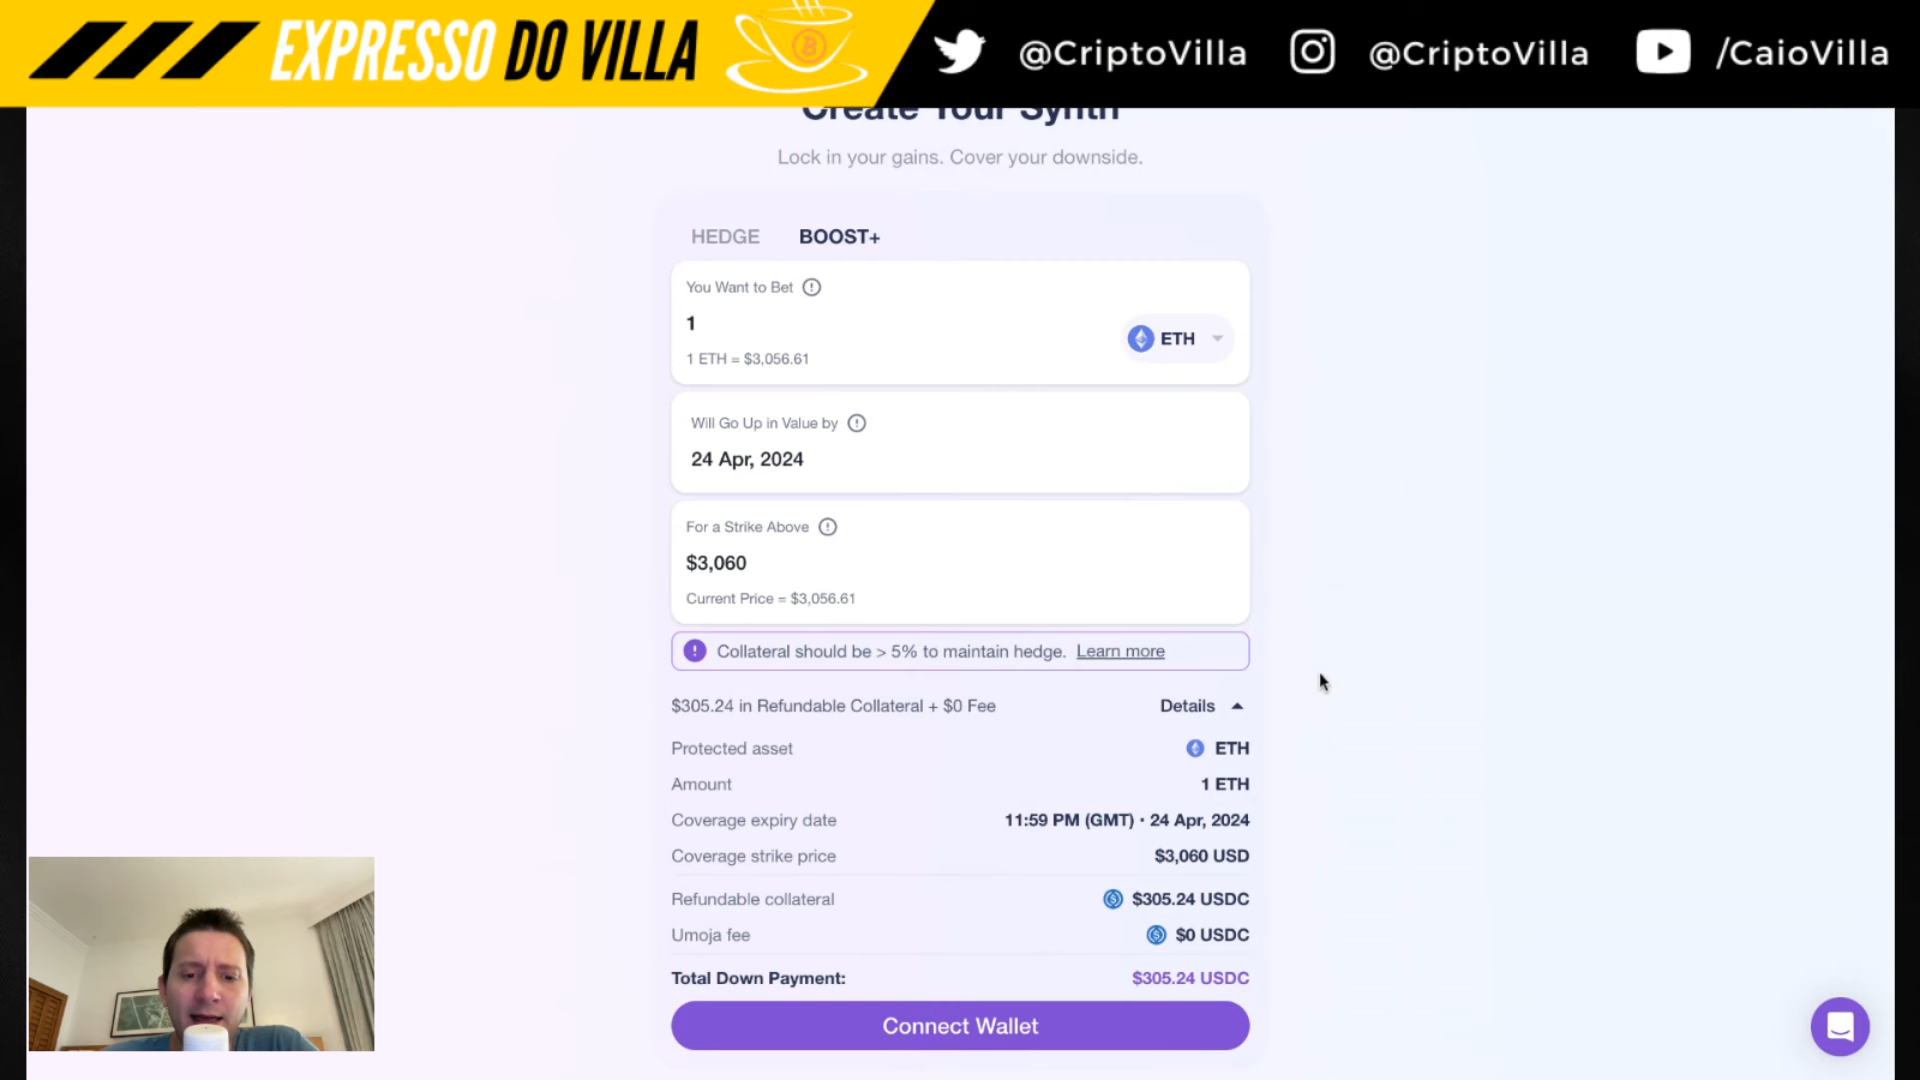 EXPRESSO DO VILLA
@CriptoVilla
@CriptoVilla
/CaioVilla
Create Your Synth
Lock in your gains. Cover your downside.
HEDGE
BOOST+
You Want to Bet
1
1 ETH = $3,056.61
ETH
Will Go Up in Value by
24 Apr, 2024
For a Strike Above
$3,060
Current Price = $3,056.61
Collateral should be > 5% to maintain hedge. Learn more
$305.24 in Refundable Collateral + $0 Fee
Details
Protected asset
ETH
Amount
1 ETH
Coverage expiry date
11:59 PM (GMT) · 24 Apr, 2024
Coverage strike price
$3,060 USD
Refundable collateral
$305.24 USDC
Umoja fee
$0 USDC
Total Down Payment:
$305.24 USDC
Connect Wallet